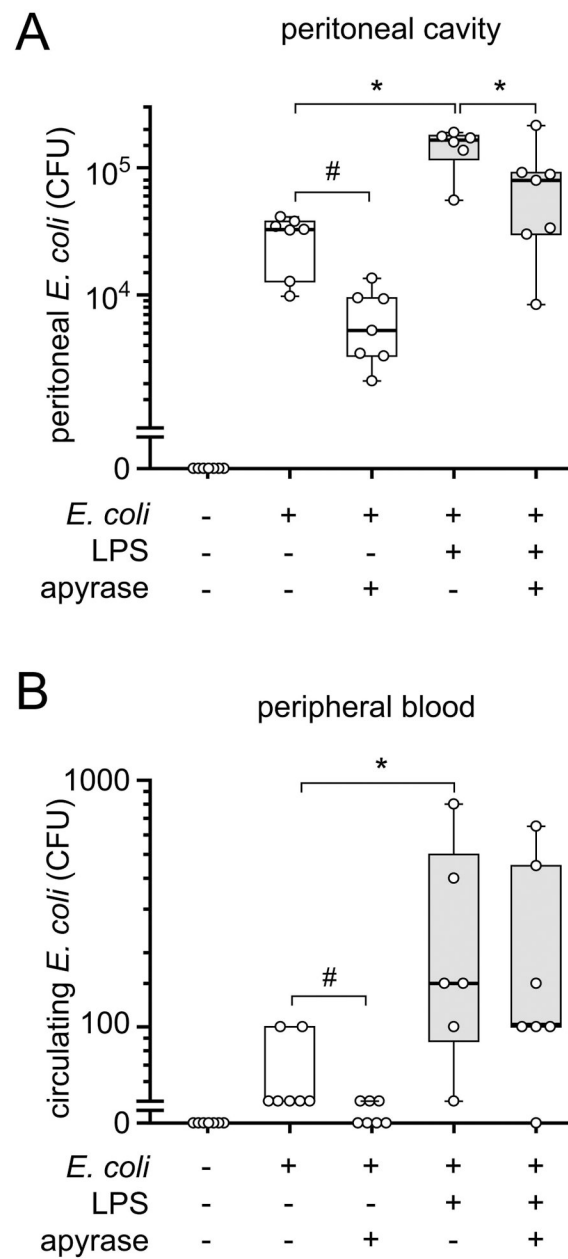 A
peritoneal cavity
peritoneal E. coli (CFU)
* *
#
10⁵
10⁴
0
E. coli - + + + +
LPS - - - + +
apyrase - - + - +
B
peripheral blood
circulating E. coli (CFU)
*
#
1000
100
0
E. coli - + + + +
LPS - - - + +
apyrase - - + - +